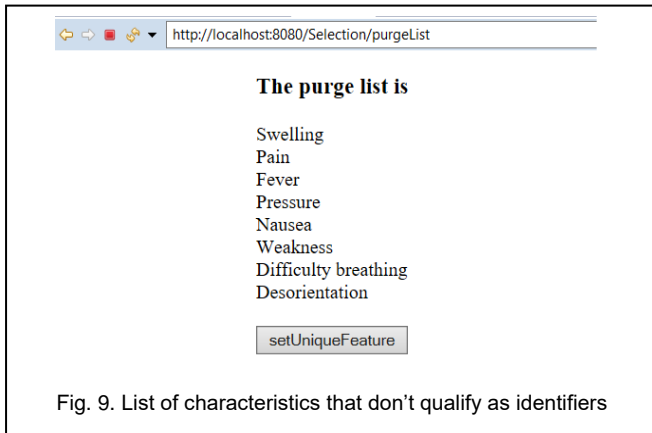 http://localhost:8080/Selection/purgeList
The purge list is
Swelling
Pain
Fever
Pressure
Nausea
Weakness
Difficulty breathing
Desorientation
setUniqueFeature
Fig. 9. List of characteristics that don’t qualify as identifiers